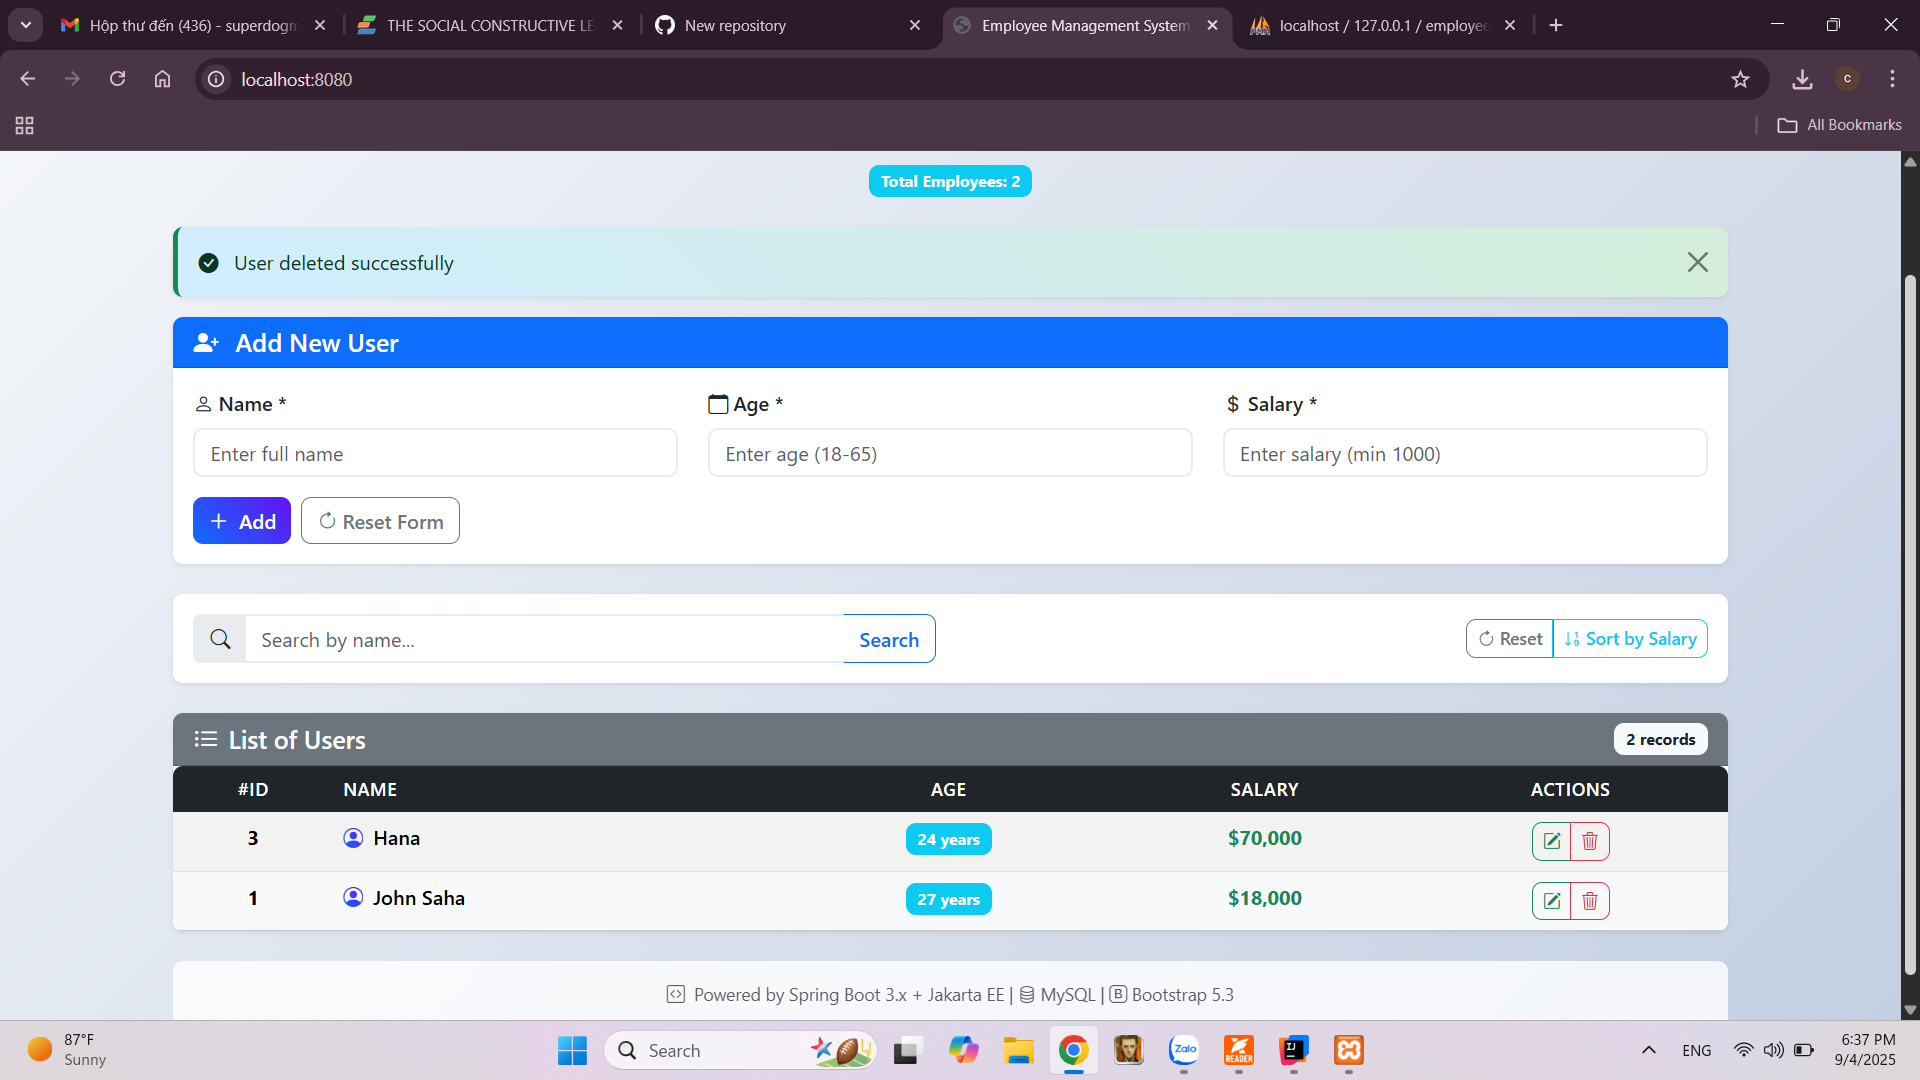 Hộp thư đến (436) - superdogm
THE SOCIAL CONSTRUCTIVE LE
New repository
Employee Management System
localhost / 127.0.0.1 / employee
localhost:8080
C
All Bookmarks
Total Employees: 2
User deleted successfully
Add New User
Name *
Age *
$ Salary *
Enter full name
Enter age (18-65)
Enter salary (min 1000)
+ Add
Reset Form
Search by name...
Search
Reset
Sort by Salary
List of Users
2 records
#ID NAME AGE SALARY ACTIONS
3 Hana 24 years $70,000
1 John Saha 27 years $18,000
Powered by Spring Boot 3.x + Jakarta EE | MySQL | B Bootstrap 5.3
87°F
Sunny
Search
Zalo
READER
IJ
ENG
6:37 PM
9/4/2025